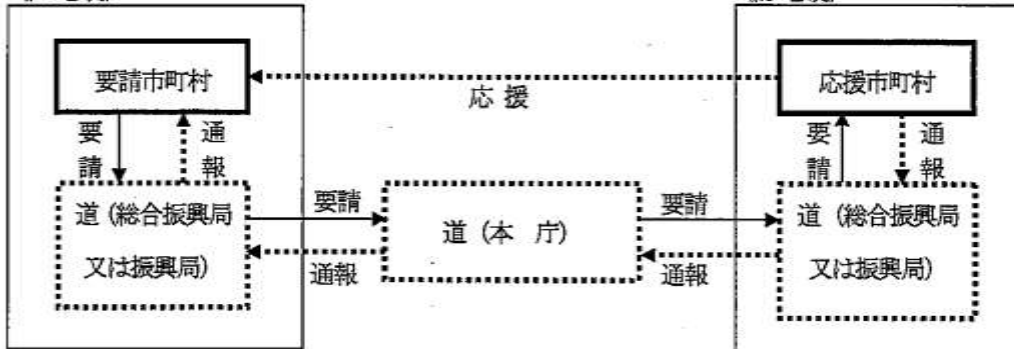 要請市町村
応援
応援市町村
要請
通報
要請
通報
道（総合振興局
又は振興局）
要請
通報
道（本　庁）
要請
通報
道（総合振興局
又は振興局）